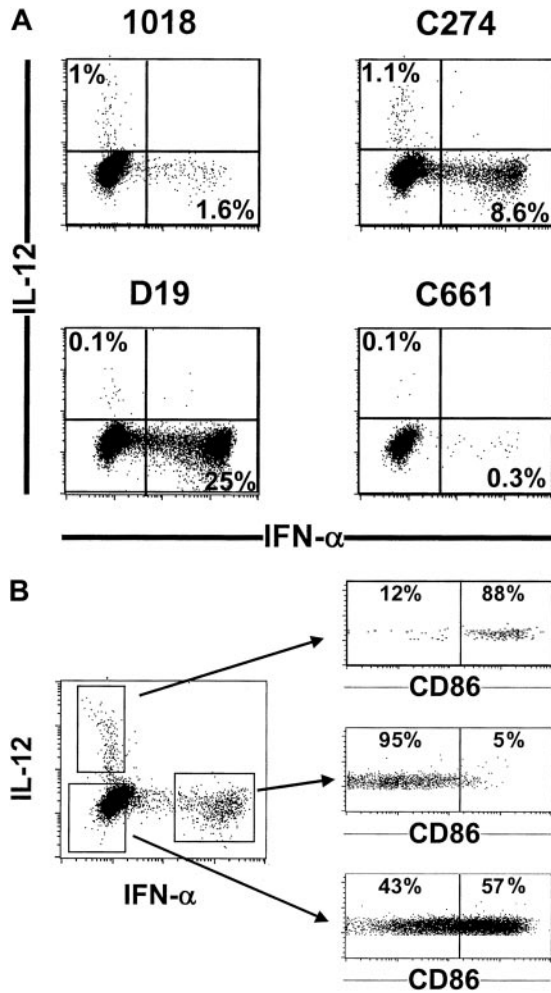 A
1018
C274
1%
1.6%
1.1%
8.6%
IL-12
D19
C661
0.1%
25%
0.1%
0.3%
IFN-α
B
12% 88%
CD86
IL-12
IFN-α
95% 5%
CD86
43% 57%
CD86